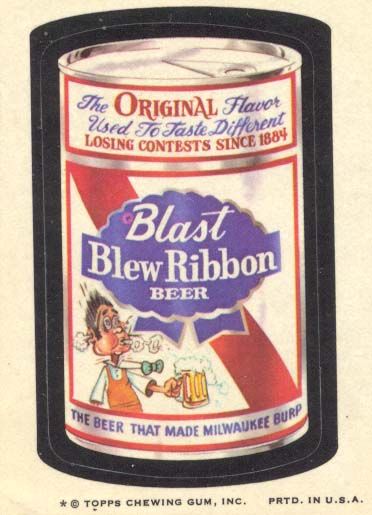 The ORIGINAL Flavor
Used To Taste Different
LOSING CONTESTS SINCE 1884
Blast
Blew Ribbon
BEER
THE BEER THAT MADE MILWAUKEE BURP
* © TOPPS CHEWING GUM, INC. PRTD. IN U.S.A.